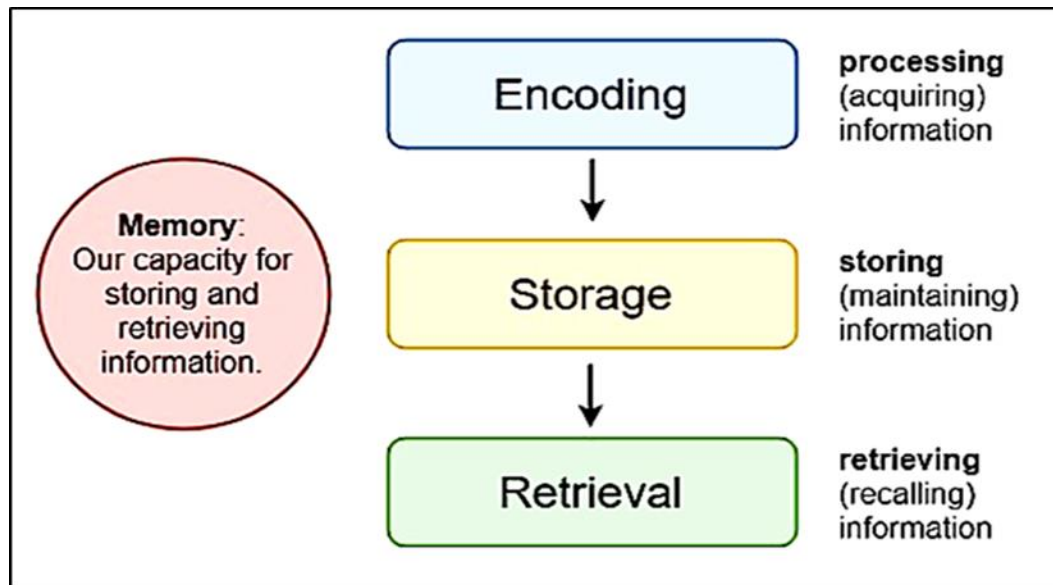 Encoding
processing
(acquiring)
information
Memory:
Our capacity for
storing and
retrieving
information.
Storage
storing
(maintaining)
information
Retrieval
retrieving
(recalling)
information